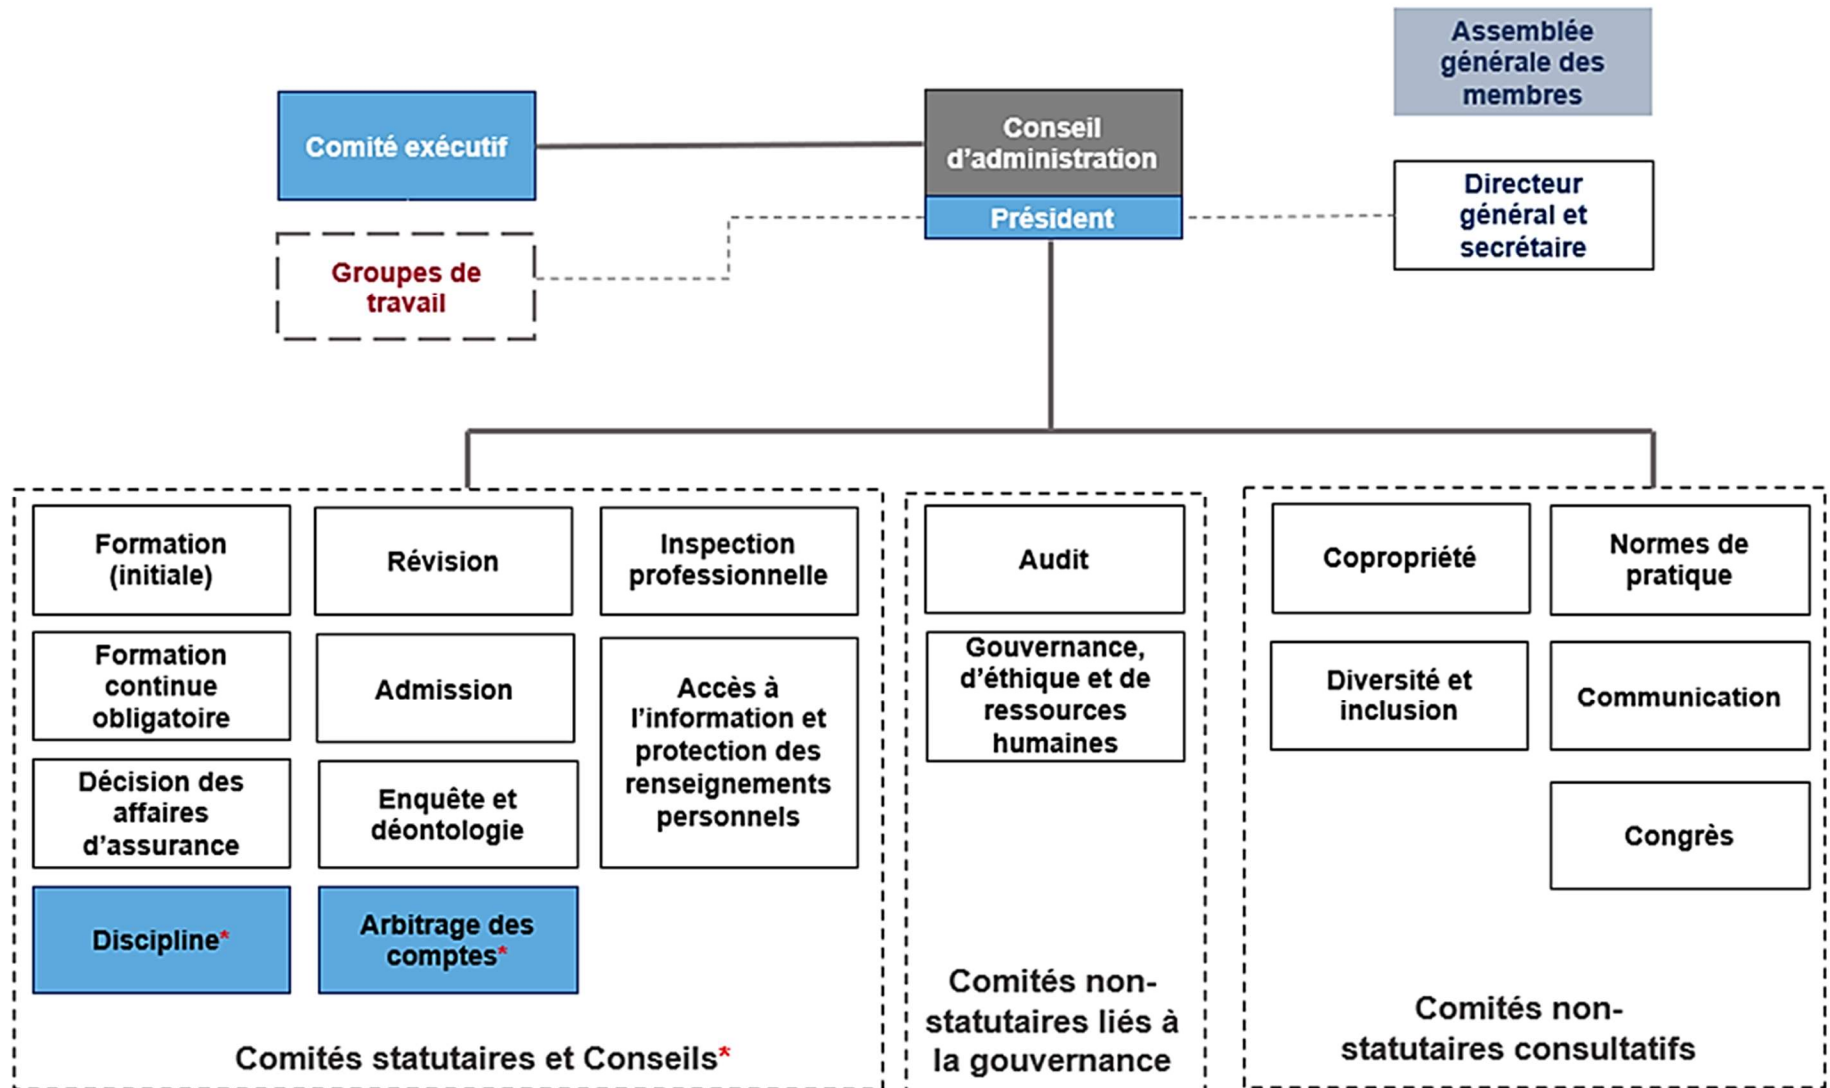 Assemblée
générale des
membres
Comité exécutif
Conseil
d'administration
Président
Directeur
général et
secrétaire
Groupes de
travail
Formation
(initiale)
Révision
Inspection
professionnelle
Formation
continue
obligatoire
Admission
Accès à
l'information et
protection des
renseignements
personnels
Décision des
affaires
d'assurance
Enquête et
déontologie
Discipline*
Arbitrage des
comptes*
Comités statutaires et Conseils*
Audit
Gouvernance,
d'éthique et de
ressources
humaines
Comités non-
statutaires liés à
la gouvernance
Copropriété
Normes de
pratique
Diversité et
inclusion
Communication
Congrès
Comités non-
statutaires consultatifs